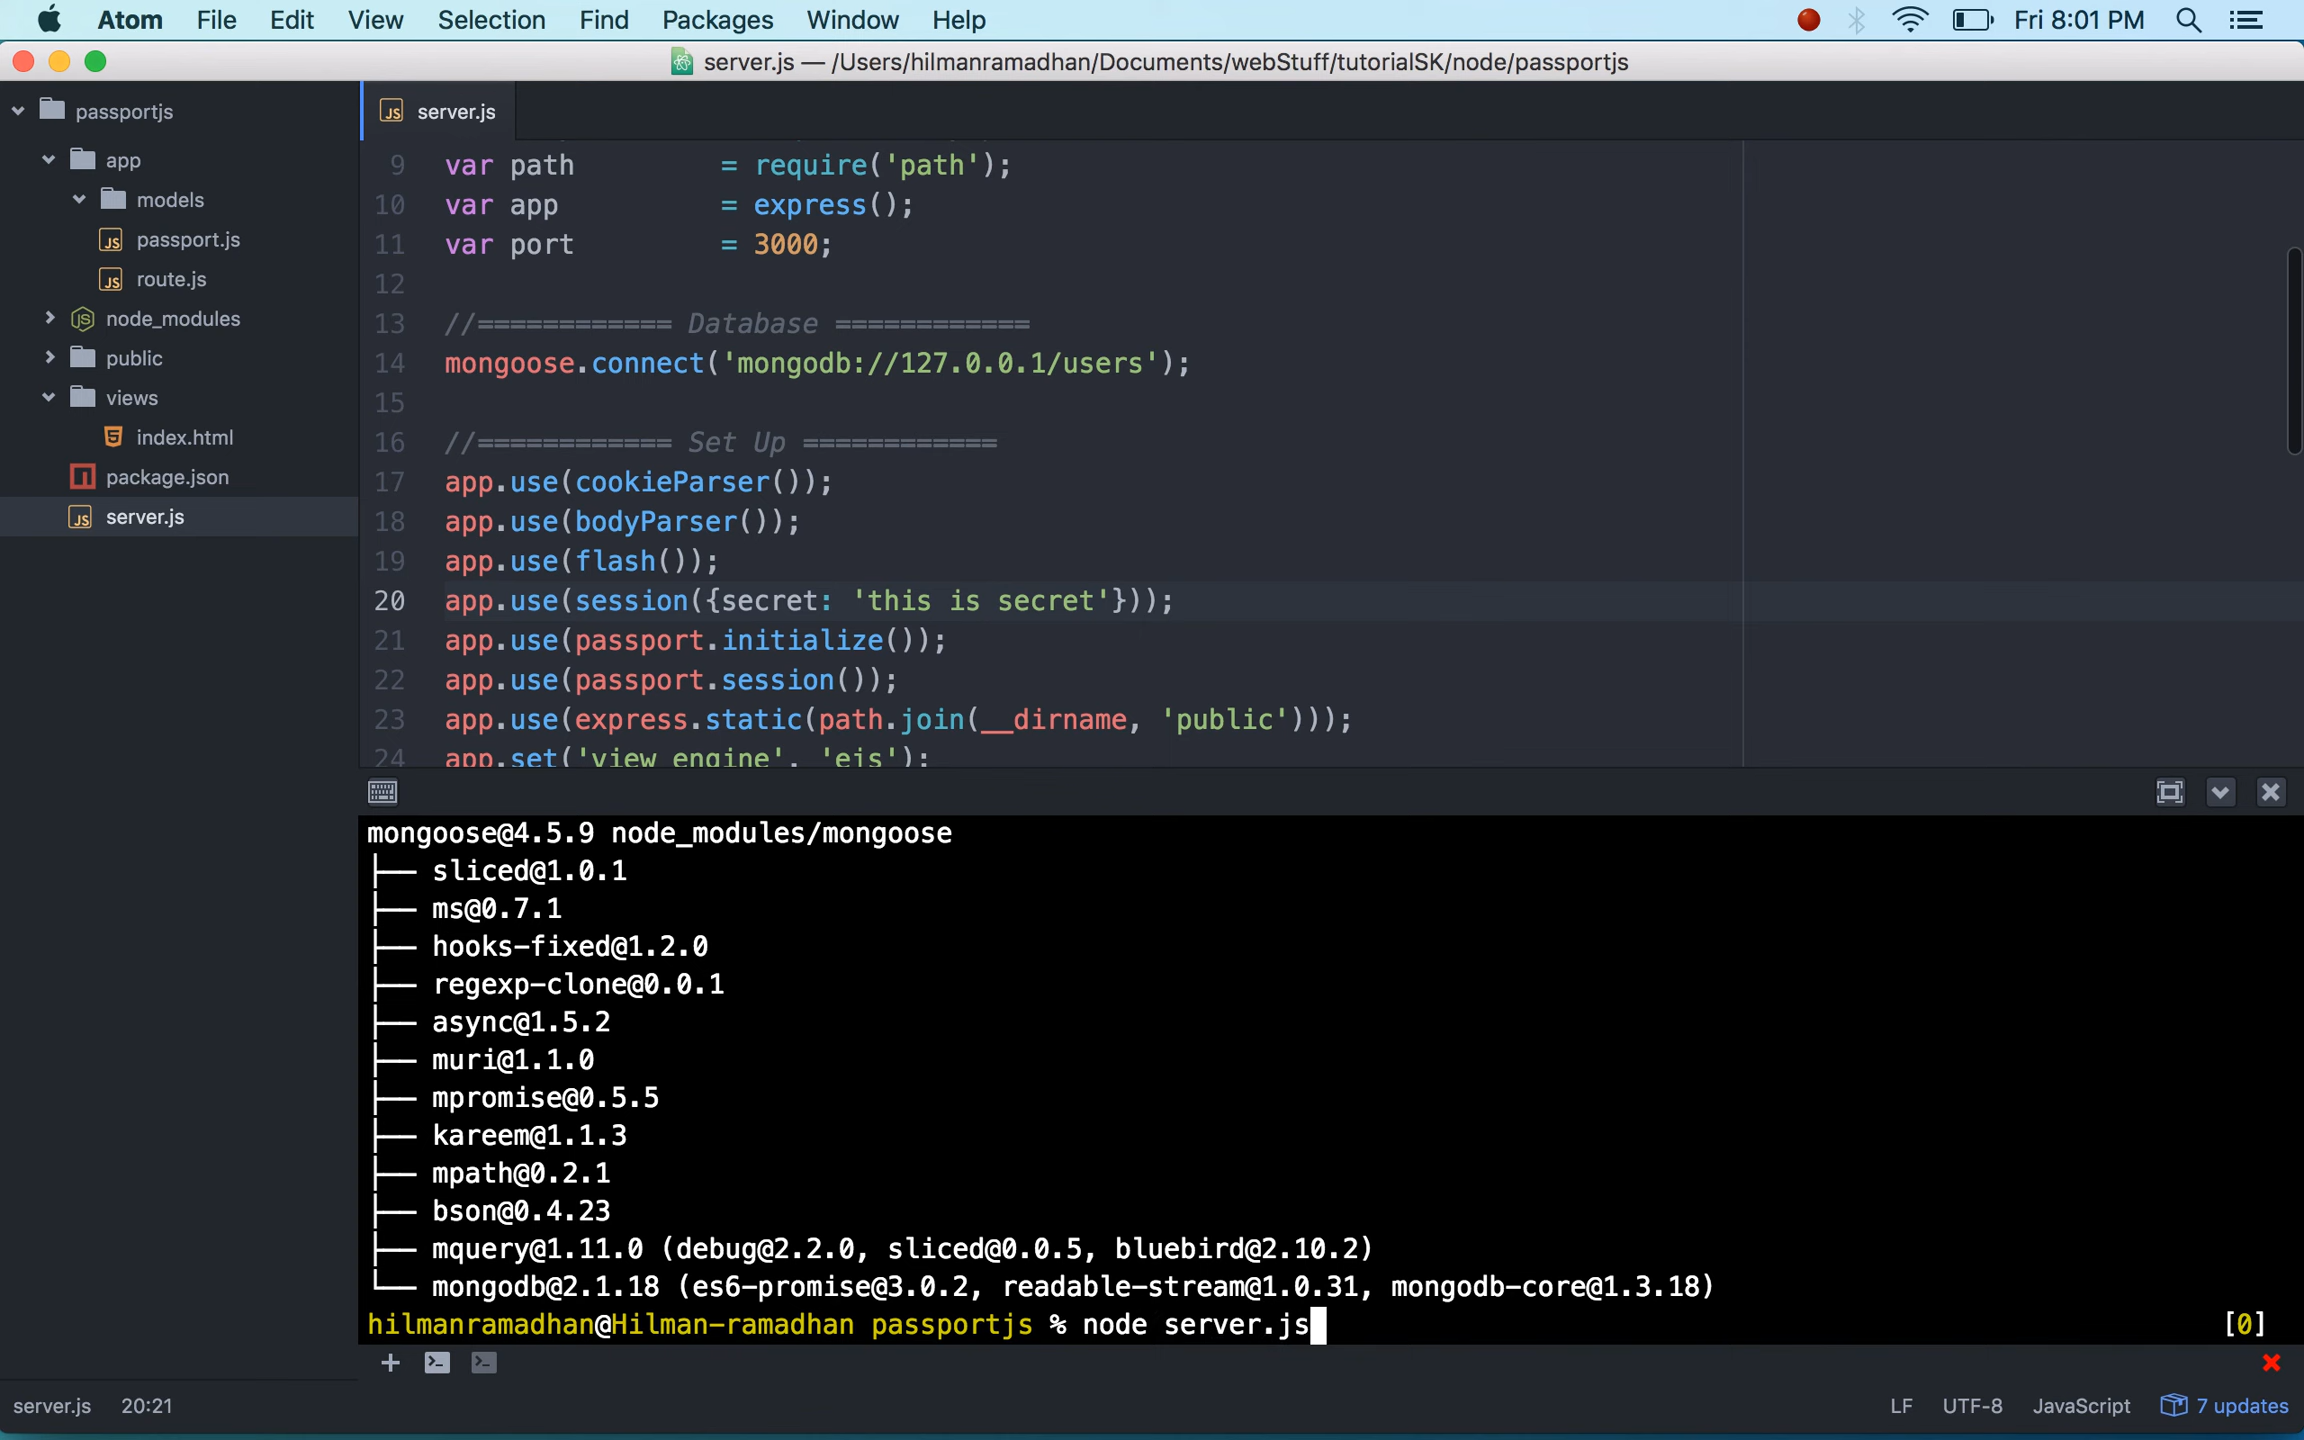 Atom File Edit View Selection Find Packages Window Help Fri 8:01 PM
server.js — /Users/hilmanramadhan/Documents/webStuff/tutorialSK/node/passportjs
passportjs
app
models
passport.js
route.js
node_modules
public
views
index.html
package.json
server.js
server.js
9 var path = require('path');
10 var app = express();
11 var port = 3000;
12
13 //============ Database ============
14 mongoose.connect('mongodb://127.0.0.1/users');
15
16 //============ Set Up ============
17 app.use(cookieParser());
18 app.use(bodyParser());
19 app.use(flash());
20 app.use(session({secret: 'this is secret'}));
21 app.use(passport.initialize());
22 app.use(passport.session());
23 app.use(express.static(path.join(__dirname, 'public')));
24 app.set('view engine', 'ejs');
mongoose@4.5.9 node_modules/mongoose
├── sliced@1.0.1
├── ms@0.7.1
├── hooks-fixed@1.2.0
├── regexp-clone@0.0.1
├── async@1.5.2
├── muri@1.1.0
├── mpromise@0.5.5
├── kareem@1.1.3
├── mpath@0.2.1
├── bson@0.4.23
├── mquery@1.11.0 (debug@2.2.0, sliced@0.0.5, bluebird@2.10.2)
└── mongodb@2.1.18 (es6-promise@3.0.2, readable-stream@1.0.31, mongodb-core@1.3.18)
hilmanramadhan@Hilman-ramadhan passportjs % node server.js [0]
server.js 20:21 LF UTF-8 JavaScript 7 updates